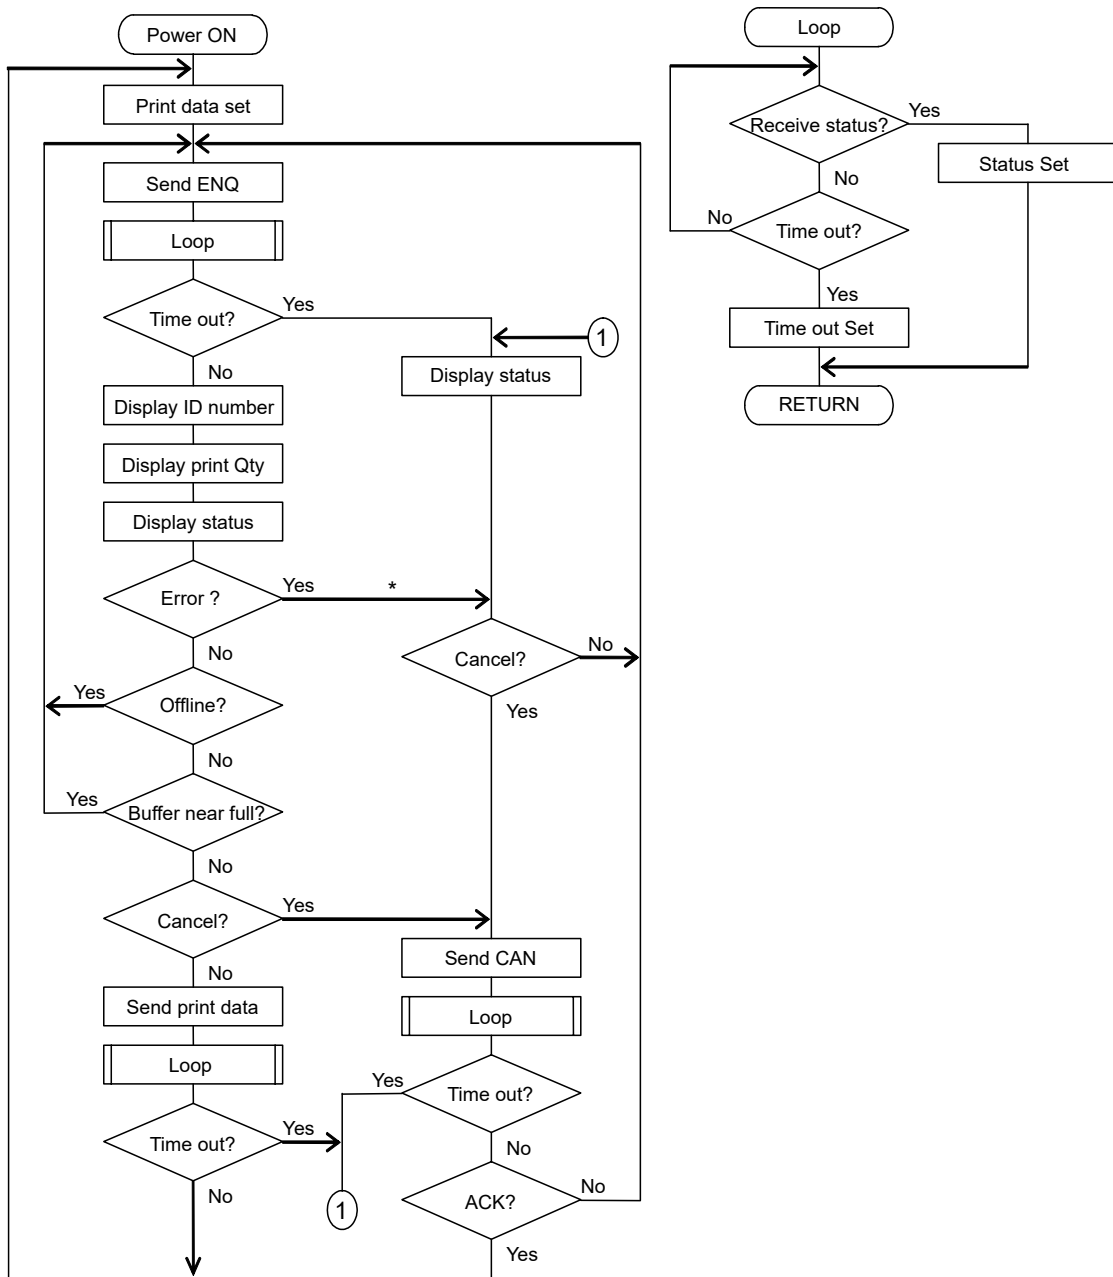 Power ON
Print data set
Send ENQ
Loop
Time out?
Yes
No
1
Display status
Display ID number
Display print Qty
Display status
Error ?
Yes
*
No
Cancel?
No
Yes
Offline?
Yes
No
Buffer near full?
Yes
No
Cancel?
Yes
No
Send CAN
Send print data
Loop
Loop
Time out?
Yes
No
Time out?
Yes
No
1
ACK?
No
Yes
Loop
Receive status?
Yes
Status Set
No
Time out?
No
Yes
Time out Set
RETURN